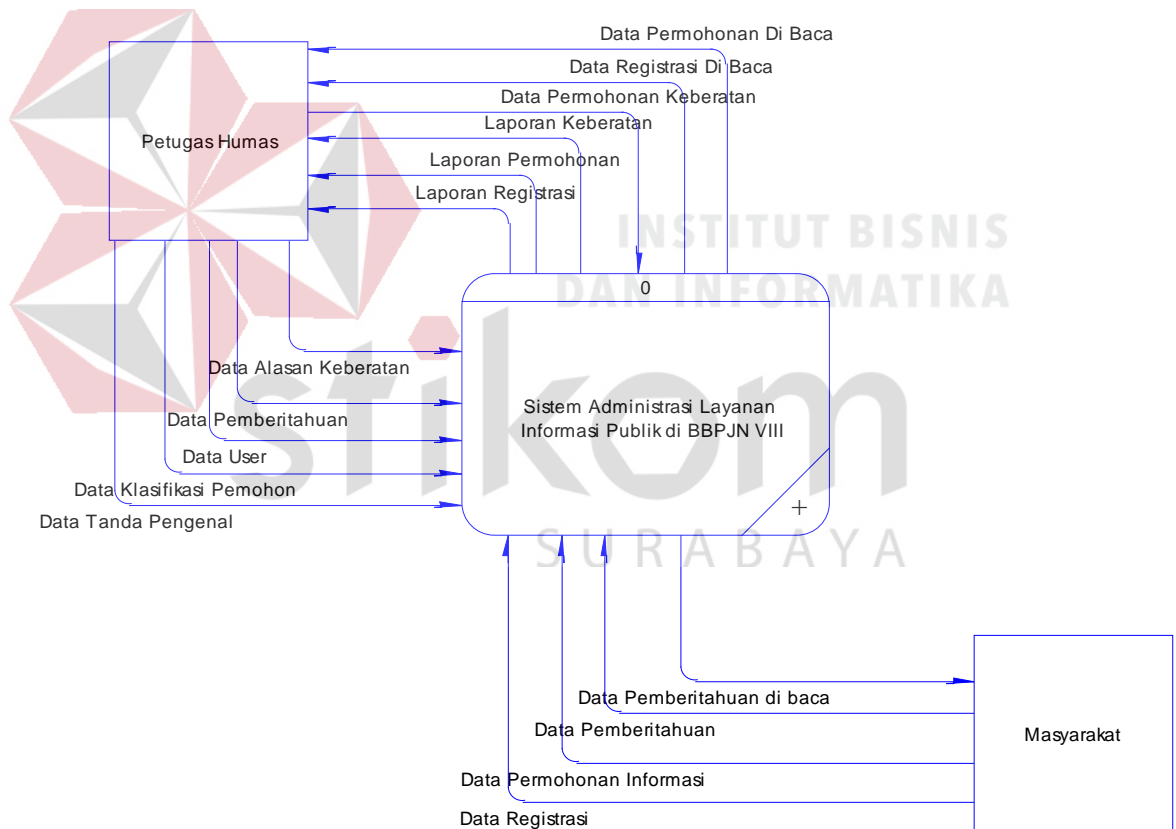 Data Permohonan Di Baca
Data Registrasi Di Baca
Data Permohonan Keberatan
Laporan Keberatan
Petugas Humas
Laporan Permohonan
Laporan Registrasi
INSTITUT BISNIS
DAN INFORMATIKA
0
Data Alasan Keberatan
stikom
Sistem Administrasi Layanan
Informasi Publik di BBPJN VIII
Data Pemberitahuan
Data User
Data Klasifikasi Pemohon
Data Tanda Pengenal
+
SURABAYA
Data Pemberitahuan di baca
Data Pemberitahuan
Masyarakat
Data Permohonan Informasi
Data Registrasi